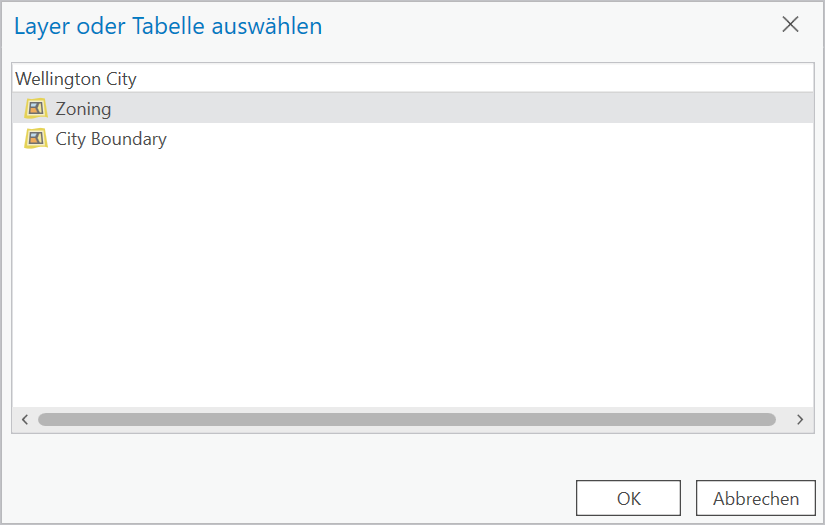 Layer oder Tabelle auswählen
Wellington City
Zoning
City Boundary
OK
Abbrechen